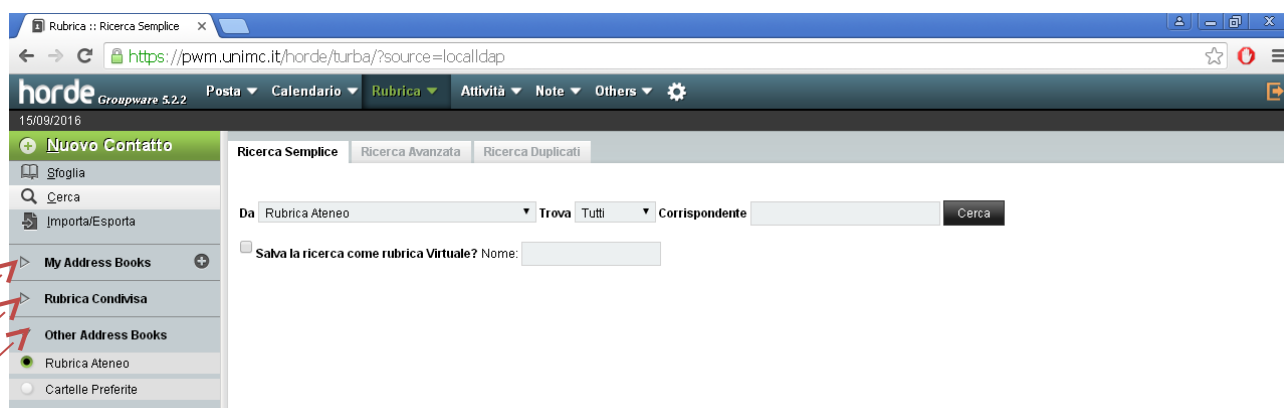 Rubrica :: Ricerca Semplice
https://pwm.unimc.it/horde/turba/?source=localldap
horde Groupware 5.2.2 Posta Calendario Rubrica Attività Note Others
15/09/2016
Nuovo Contatto
Ricerca Semplice Ricerca Avanzata Ricerca Duplicati
Sfoglia
Cerca
Importa/Esporta
Da Rubrica Ateneo Trova Tutti Corrispondente Cerca
Salva la ricerca come rubrica Virtuale? Nome:
My Address Books
Rubrica Condivisa
Other Address Books
Rubrica Ateneo
Cartelle Preferite